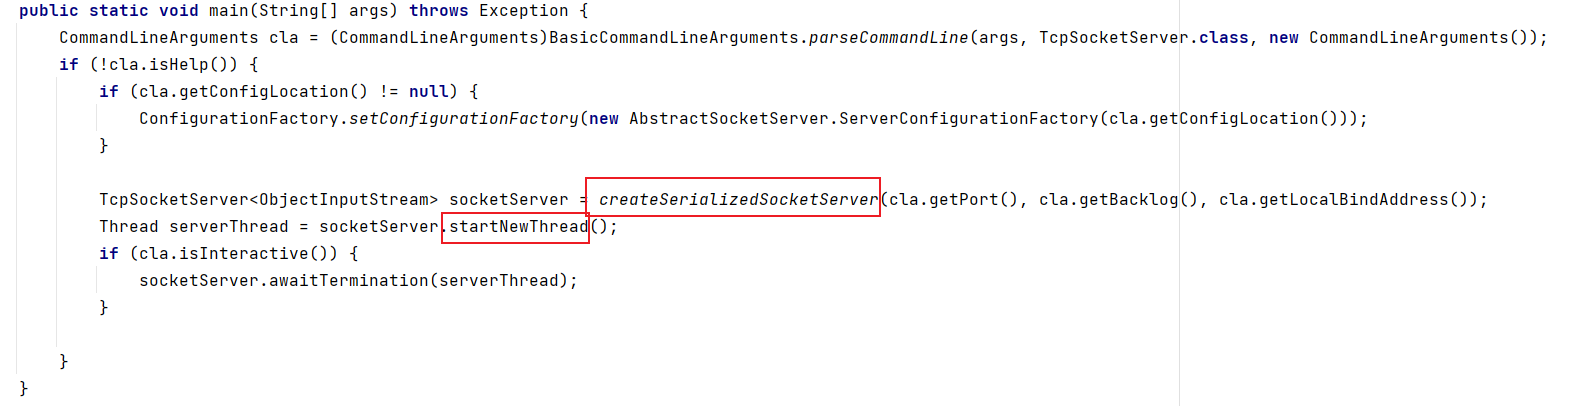 public static void main(String[] args) throws Exception {
CommandLineArguments cla = (CommandLineArguments)BasicCommandLineArguments.parseCommandLine(args, TcpSocketServer.class, new CommandLineArguments());
if (!cla.isHelp()) {
if (cla.getConfigLocation() != null) {
ConfigurationFactory.setConfigurationFactory(new AbstractSocketServer.ServerConfigurationFactory(cla.getConfigLocation()));
}
TcpSocketServer<ObjectInputStream> socketServer = createSerializedSocketServer(cla.getPort(), cla.getBacklog(), cla.getLocalBindAddress());
Thread serverThread = socketServer.startNewThread();
if (cla.isInteractive()) {
socketServer.awaitTermination(serverThread);
}
}
}